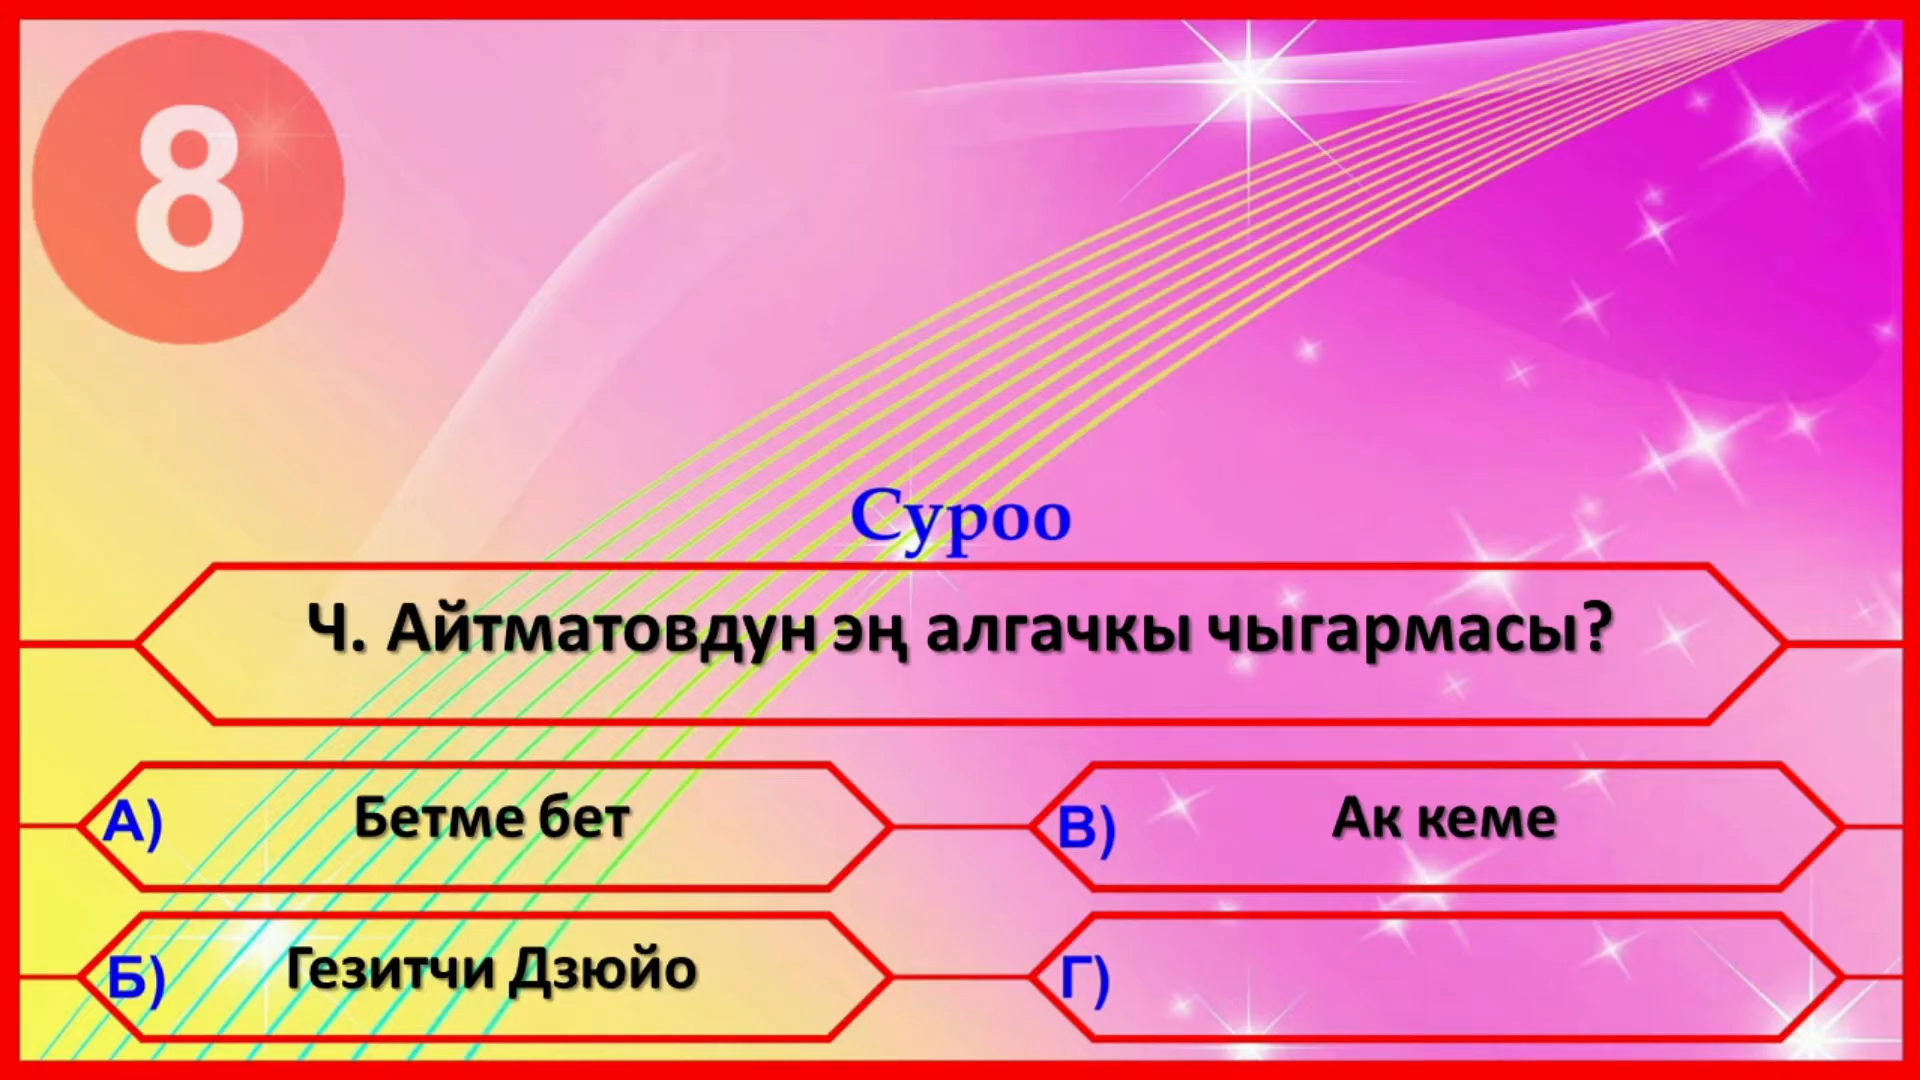 8
Суроо
Ч. Айтматовдун эң алгачкы чыгармасы?
А) Бетме бет
В) Ак кеме
Б) Гезитчи Дзюйо
Г)